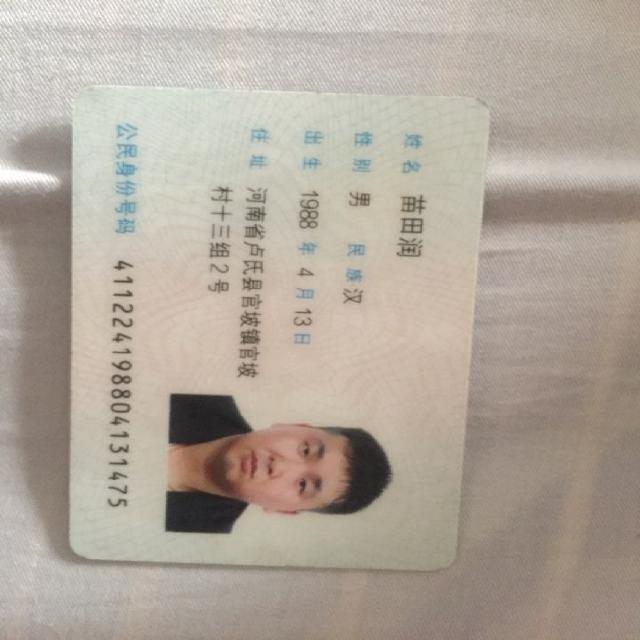 姓名 苗田润
性别 男 民族 汉
出生 1988 年 4 月 13 日
住址 河南省卢氏县官坡镇官坡
村十三组2号
公民身份号码 411224198804131475